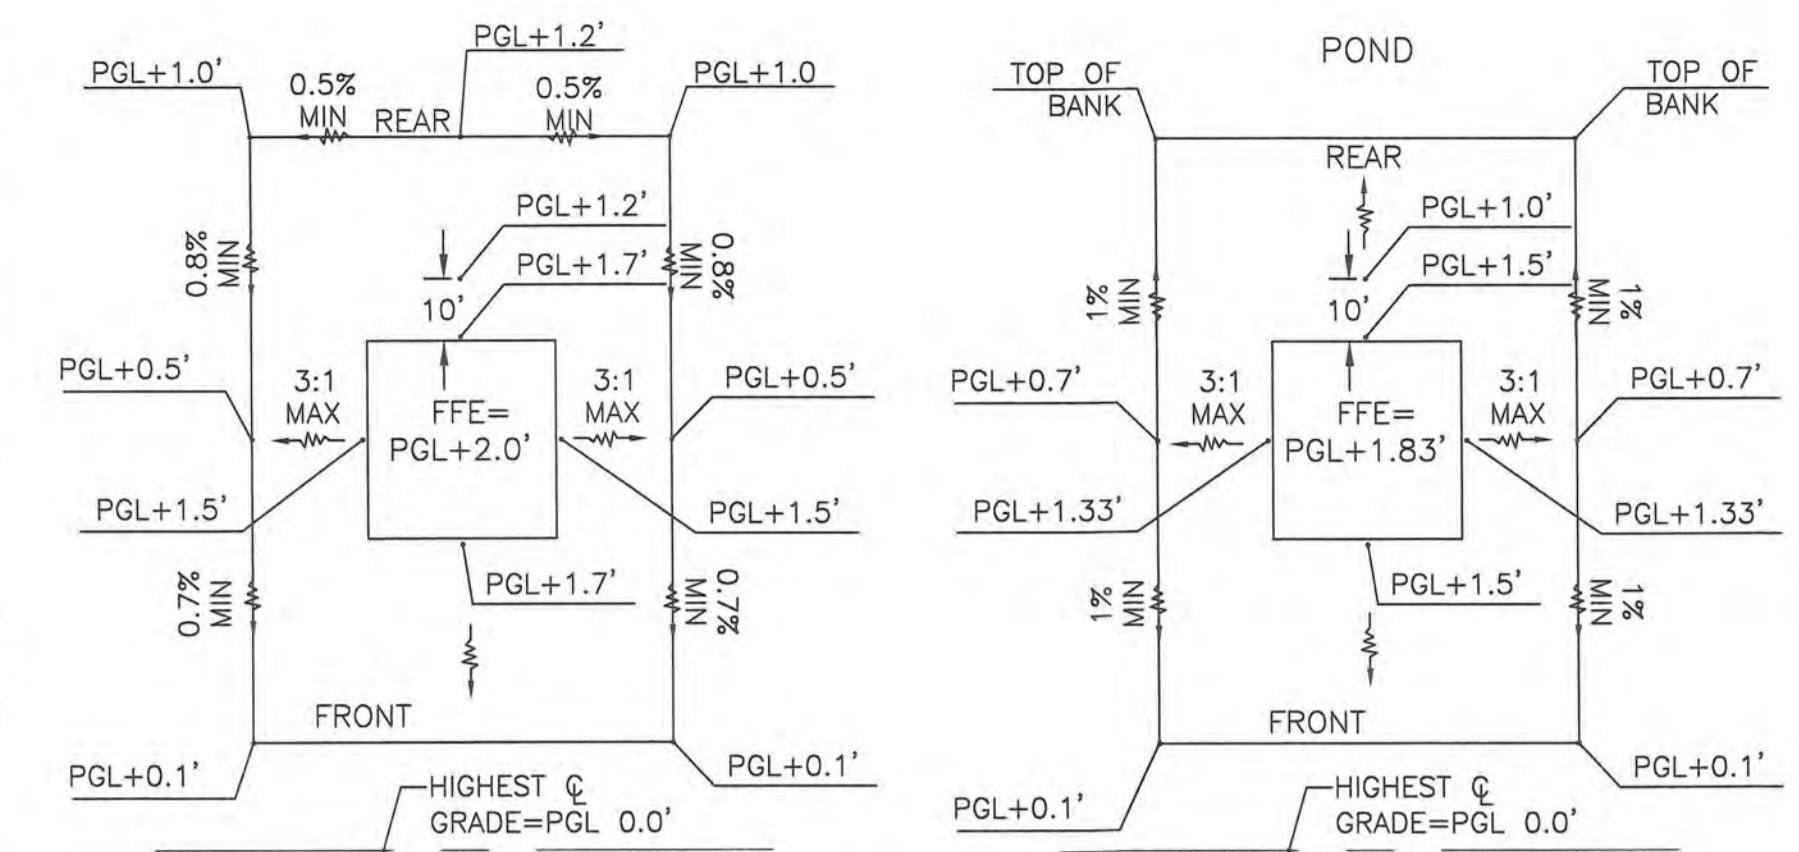 PGL+1.2'
PGL+1.0'
0.5%
MIN
REAR
0.5%
MIN
PGL+1.0
PGL+1.2'
PGL+1.7'
10'
0.8%
MIN
0.8%
MIN
PGL+0.5'
3:1
MAX
FFE=
PGL+2.0'
3:1
MAX
PGL+0.5'
PGL+1.5'
PGL+1.5'
PGL+1.7'
0.7%
MIN
0.7%
MIN
FRONT
PGL+0.1'
PGL+0.1'
HIGHEST ℄
GRADE=PGL 0.0'
POND
TOP OF
BANK
TOP OF
BANK
REAR
PGL+1.0'
PGL+1.5'
10'
1%
MIN
1%
MIN
PGL+0.7'
3:1
MAX
FFE=
PGL+1.83'
3:1
MAX
PGL+0.7'
PGL+1.33'
PGL+1.33'
PGL+1.5'
1%
MIN
1%
MIN
FRONT
PGL+0.1'
PGL+0.1'
HIGHEST ℄
GRADE=PGL 0.0'